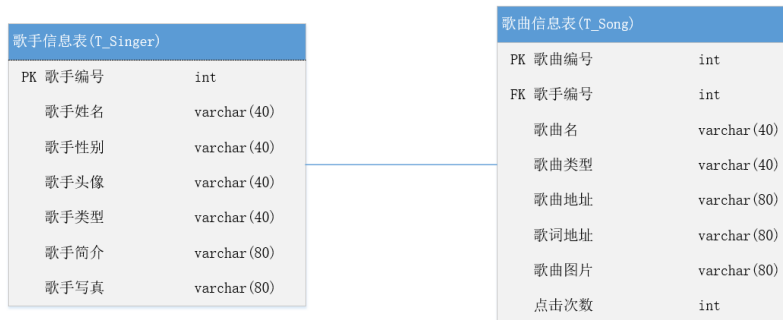 歌手信息表(T_Singer)
PK 歌手编号 int
歌手姓名 varchar(40)
歌手性别 varchar(40)
歌手头像 varchar(40)
歌手类型 varchar(40)
歌手简介 varchar(80)
歌手写真 varchar(80)
歌曲信息表(T_Song)
PK 歌曲编号 int
FK 歌手编号 int
歌曲名 varchar(40)
歌曲类型 varchar(40)
歌曲地址 varchar(80)
歌词地址 varchar(80)
歌曲图片 varchar(80)
点击次数 int